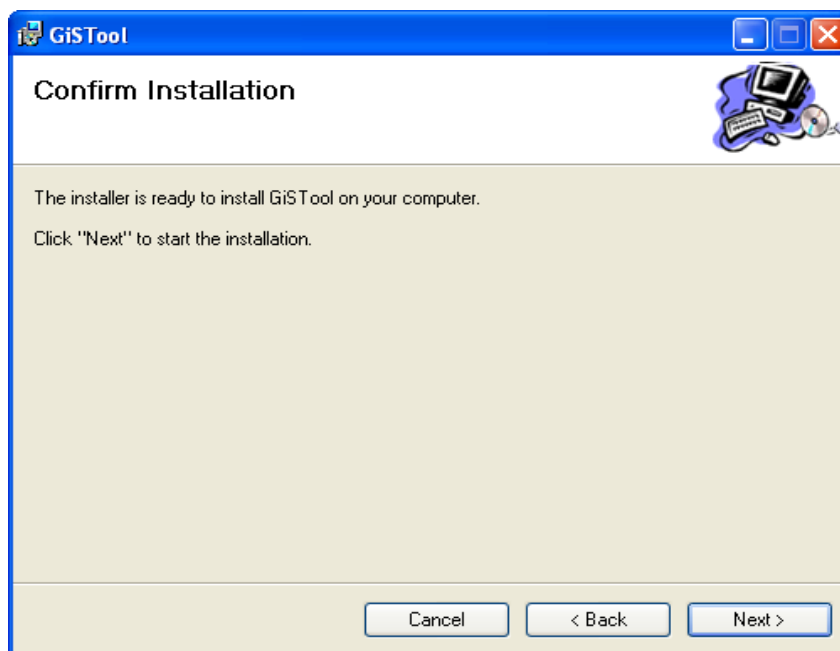 GiSTool
Confirm Installation
The installer is ready to install GiSTool on your computer.
Click "Next" to start the installation.
Cancel
< Back
Next >